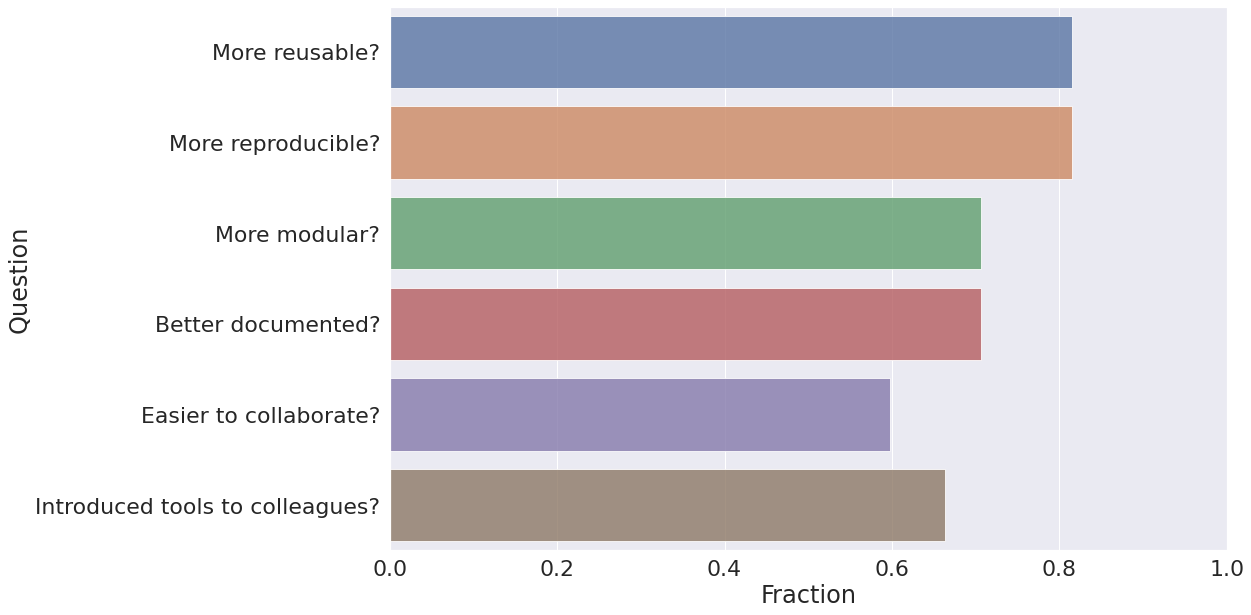 Question
More reusable?
More reproducible?
More modular?
Better documented?
Easier to collaborate?
Introduced tools to colleagues?
0.0 0.2 0.4 0.6 0.8 1.0
Fraction